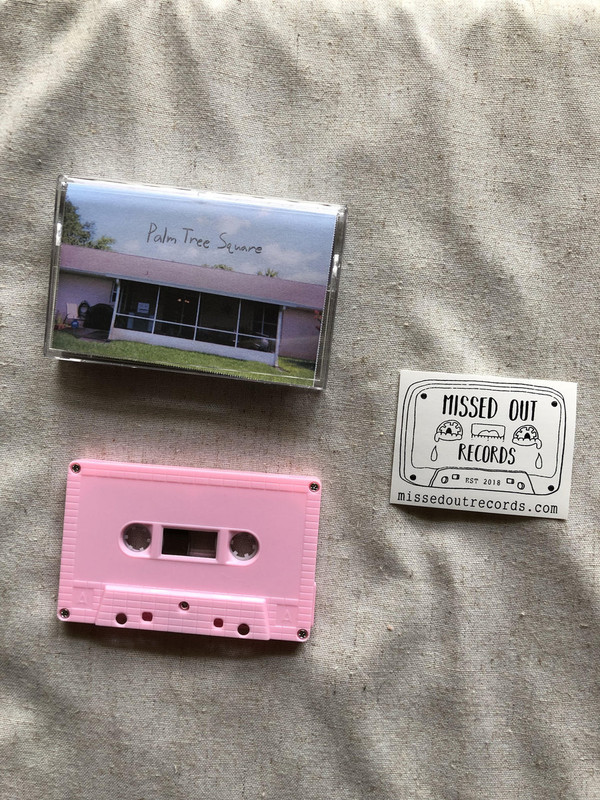 Palm Tree Square
MISSED OUT
RECORDS
EST 2018
missedoutrecords.com
A
A